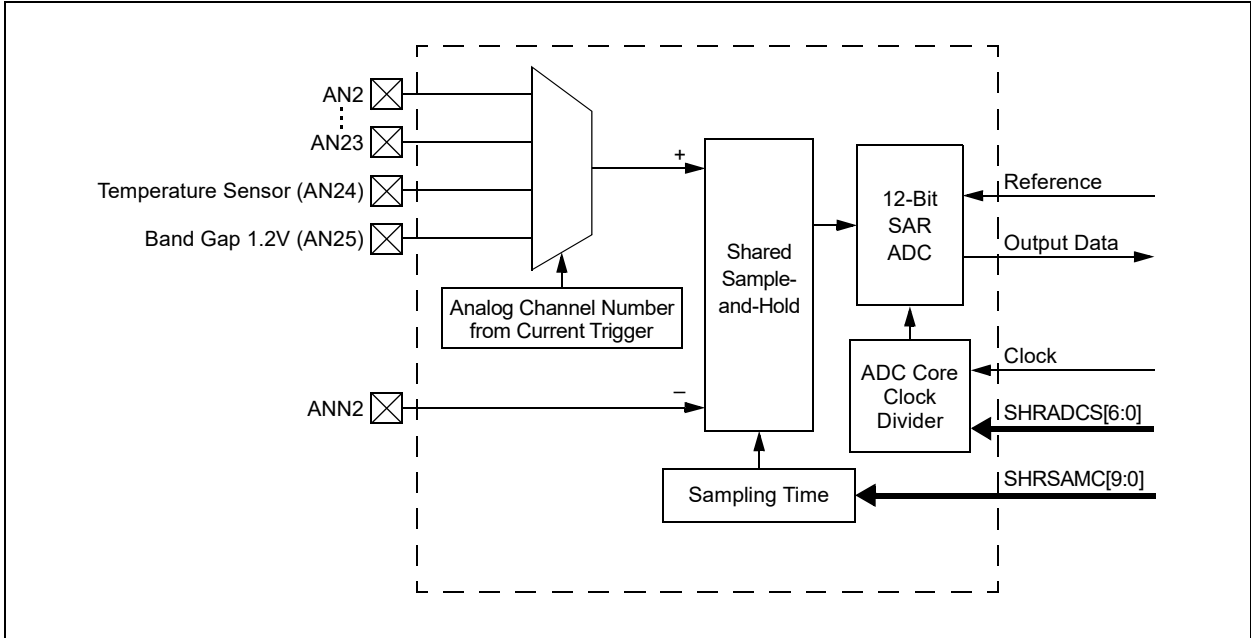 AN2
AN23
Temperature Sensor (AN24)
Band Gap 1.2V (AN25)
Analog Channel Number
from Current Trigger
ANN2
+
–
Shared
Sample-
and-Hold
12-Bit
SAR
ADC
Reference
Output Data
ADC Core
Clock
Divider
Clock
SHRADCS[6:0]
Sampling Time
SHRSAMC[9:0]